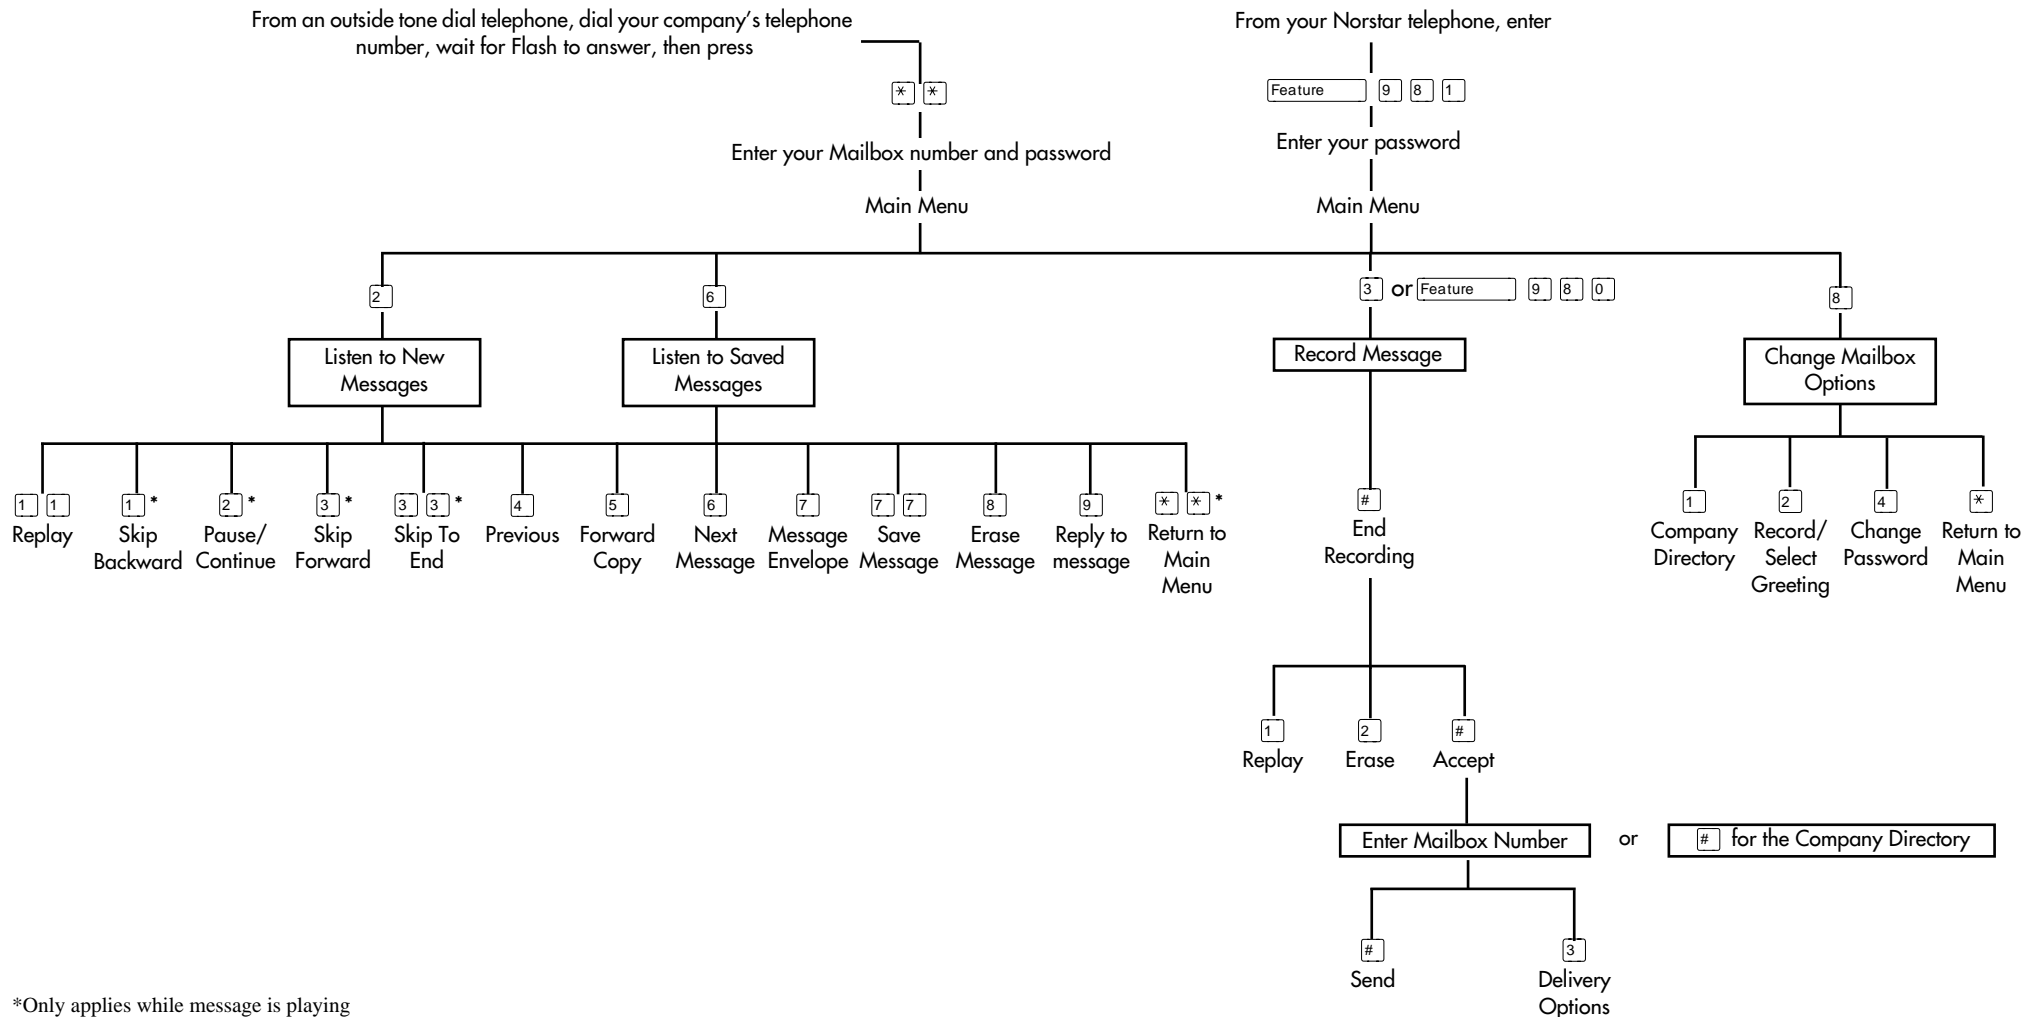 From an outside tone dial telephone, dial your company's telephone
number, wait for Flash to answer, then press
* *
Enter your Mailbox number and password
Main Menu
From your Norstar telephone, enter
Feature 9 8 1
Enter your password
Main Menu
2
Listen to New
Messages
6
Listen to Saved
Messages
3 or Feature 9 8 0
Record Message
8
Change Mailbox
Options
1 1
Replay
1 *
Skip
Backward
2 *
Pause/
Continue
3 *
Skip
Forward
3 3 *
Skip To
End
4
Previous
5
Forward
Copy
6
Next
Message
7
Message
Envelope
7 7
Save
Message
8
Erase
Message
9
Reply to
message
* * *
Return to
Main
Menu
#
End
Recording
1
Replay
2
Erase
#
Accept
Enter Mailbox Number or # for the Company Directory
#
Send
3
Delivery
Options
1
Company
Directory
2
Record/
Select
Greeting
4
Change
Password
*
Return to
Main
Menu
*Only applies while message is playing